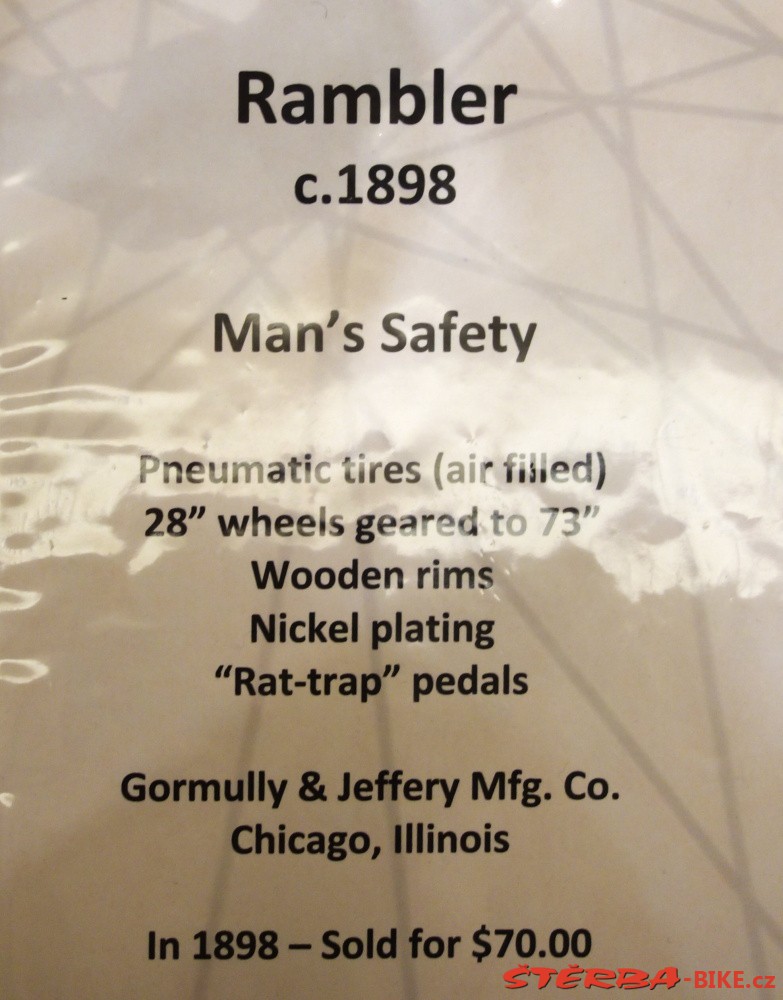 Rambler
c.1898
Man’s Safety
Pneumatic tires (air filled)
28” wheels geared to 73”
Wooden rims
Nickel plating
“Rat-trap” pedals
Gormully & Jeffery Mfg. Co.
Chicago, Illinois
In 1898 – Sold for $70.00
ŠTĚRBA-BIKE.cz